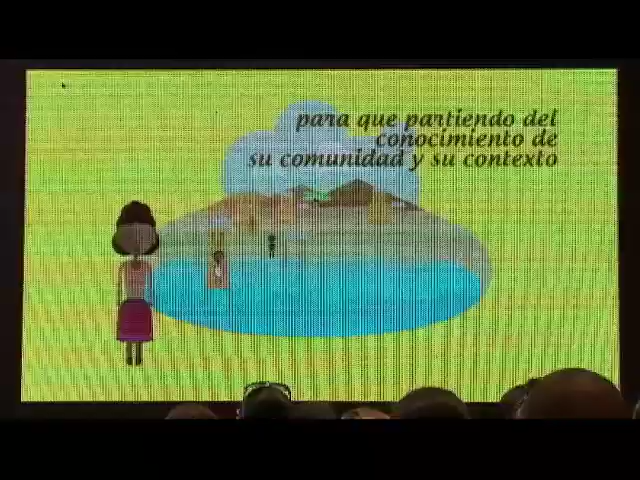 para que partiendo del
conocimiento de
su comunidad y su contexto